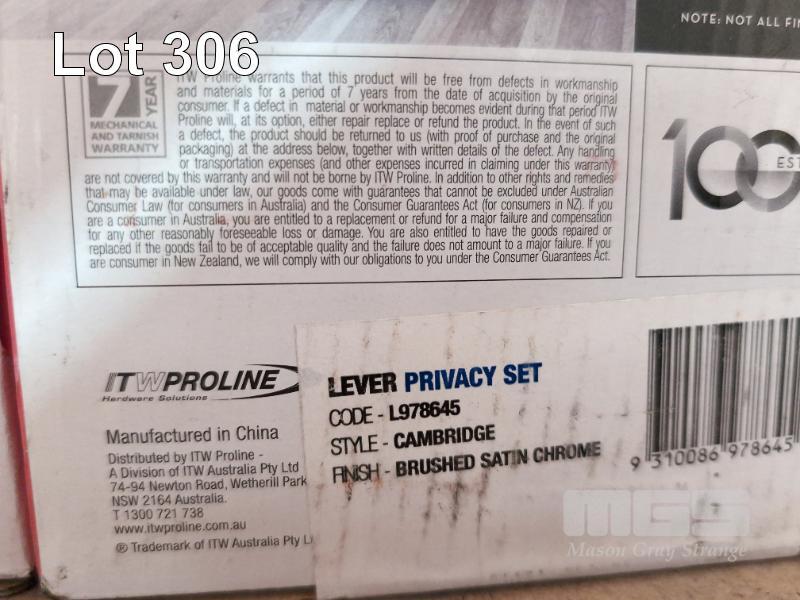 Lot 306
NOTE: NOT ALL
7 YEAR
MECHANICAL
AND TARNISH
WARRANTY
ITW Proline warrants that this product will be free from defects in workmanship
and materials for a period of 7 years from the date of acquisition by the original
consumer. If a defect in material or workmanship becomes evident during that period ITW
Proline will, at its option, either repair replace or refund the product. In the event of such
a defect, the product should be returned to us (with proof of purchase and the original
packaging) at the address below, together with written details of the defect. Any handling
or transportation expenses (and other expenses incurred in claiming under this warranty)
are not covered by this warranty and will not be borne by ITW Proline. In addition to other rights and remedies
that may be available under law, our goods come with guarantees that cannot be excluded under Australian
Consumer Law (for consumers in Australia) and the Consumer Guarantees Act (for consumers in NZ). If you
are a consumer in Australia, you are entitled to a replacement or refund for a major failure and compensation
for any other reasonably foreseeable loss or damage. You are also entitled to have the goods repaired or
replaced if the goods fail to be of acceptable quality and the failure does not amount to a major failure. If you
are consumer in New Zealand, we will comply with our obligations to you under the Consumer Guarantees Act.
100
EST
ITWPROLINE
Hardware Solutions
Manufactured in China
Distributed by ITW Proline -
A Division of ITW Australia Pty Ltd
74-94 Newton Road, Wetherill Park
NSW 2164 Australia.
T 1300 721 738
www.itwproline.com.au
® Trademark of ITW Australia Pty
LEVER PRIVACY SET
CODE - L978645
STYLE - CAMBRIDGE
FINISH - BRUSHED SATIN CHROME
9 310086 978645
MGS
Mason Gray Strange